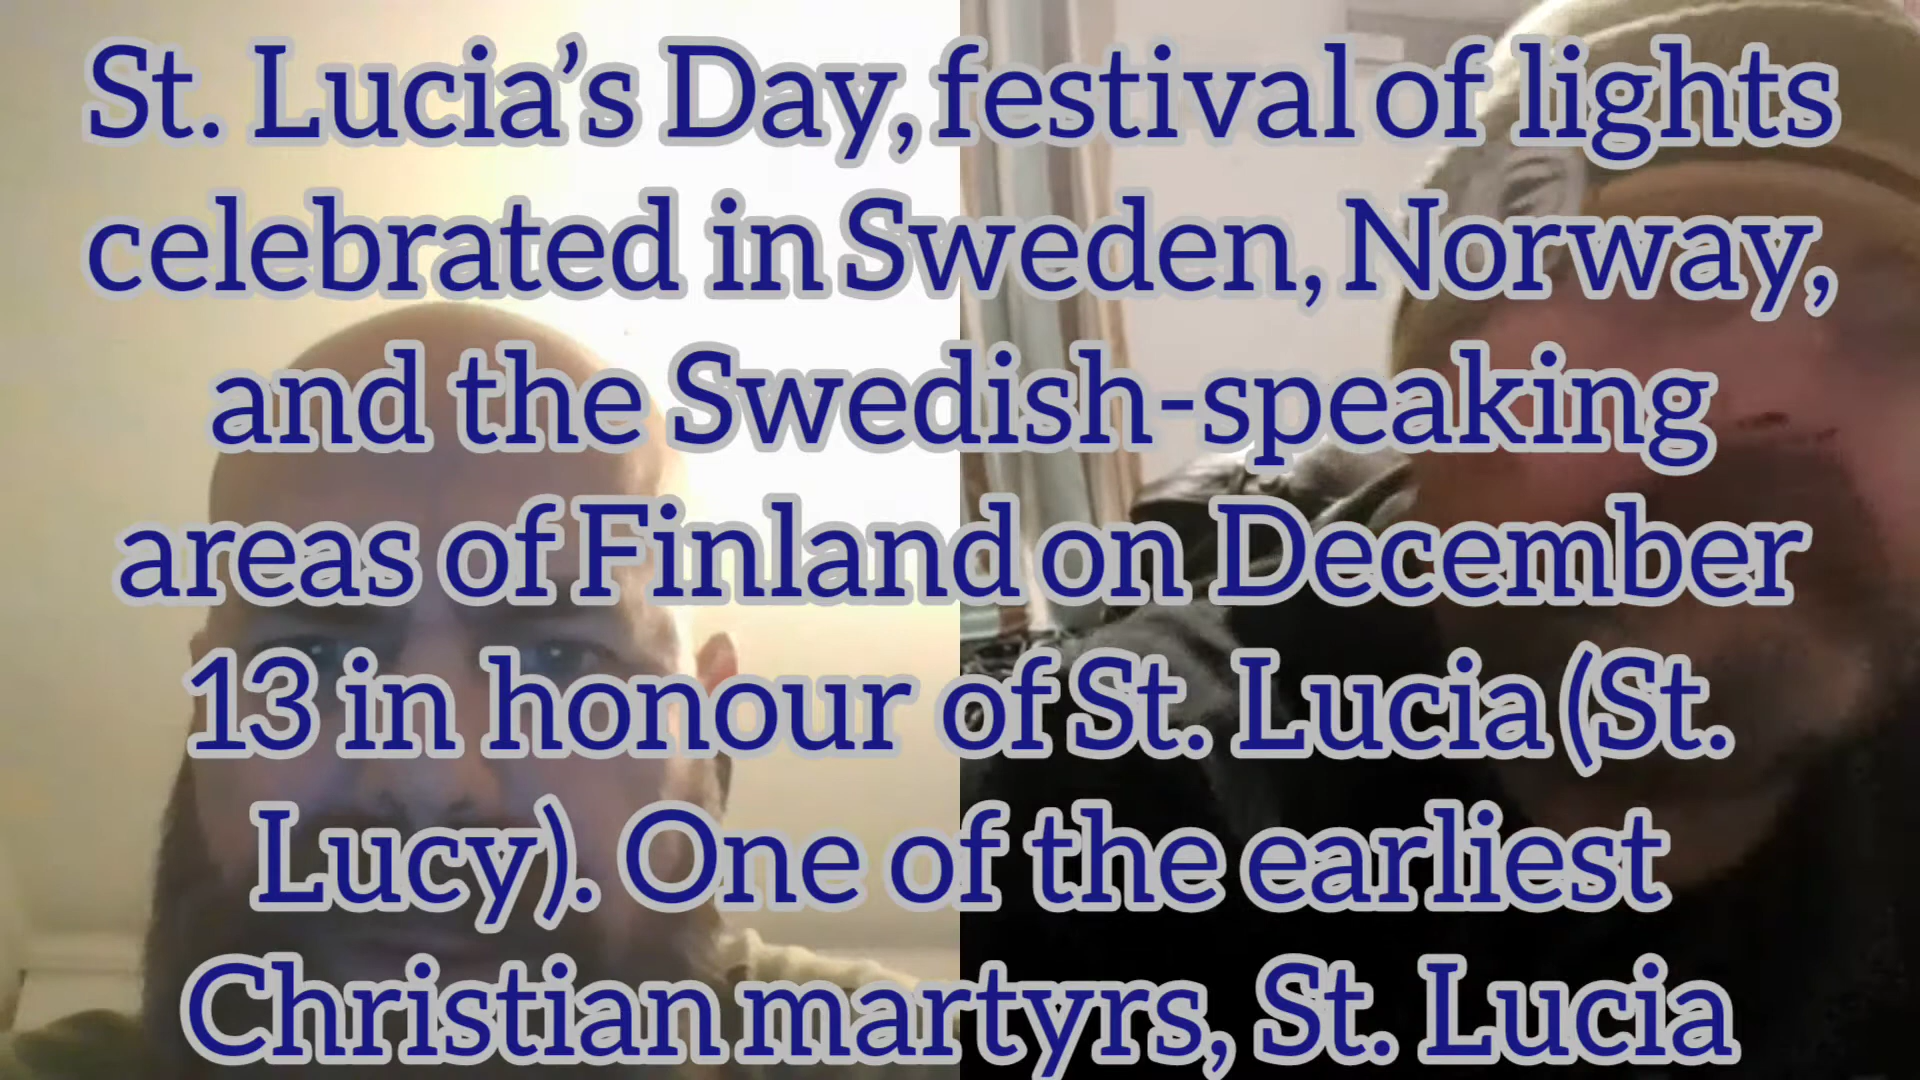 St. Lucia’s Day, festival of lights
celebrated in Sweden, Norway,
and the Swedish-speaking
areas of Finland on December
13 in honour of St. Lucia (St.
Lucy). One of the earliest
Christian martyrs, St. Lucia